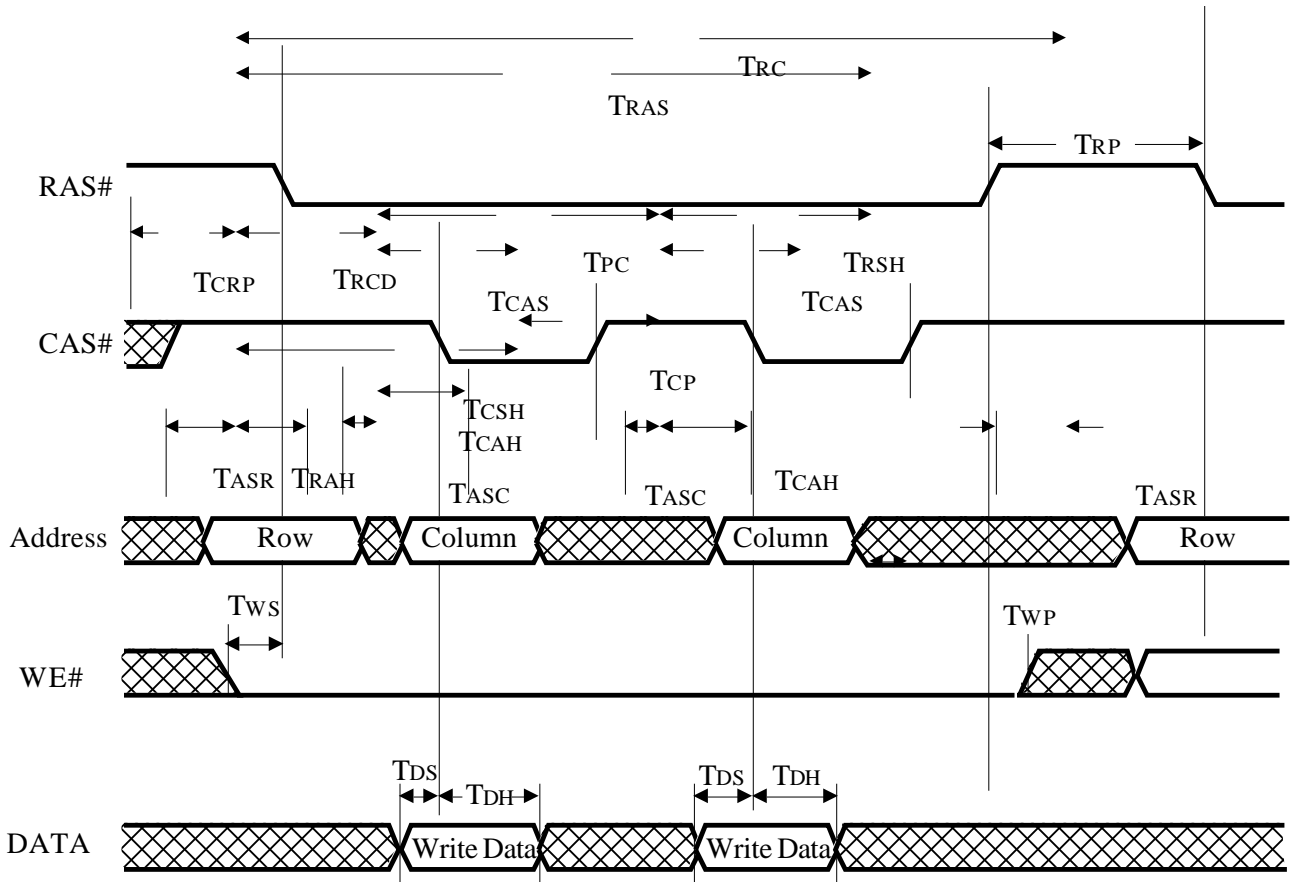 TRC
TRAS
TRP
RAS#
TCRP
TRCD
TPC
TRSH
TCAS
TCAS
CAS#
TCP
TCSH
TCAH
TASR
TRAH
TASC
TASC
TCAH
TASR
Address
Row
Column
Column
Row
TWS
TWP
WE#
TDS
TDH
TDS
TDH
DATA
Write Data
Write Data